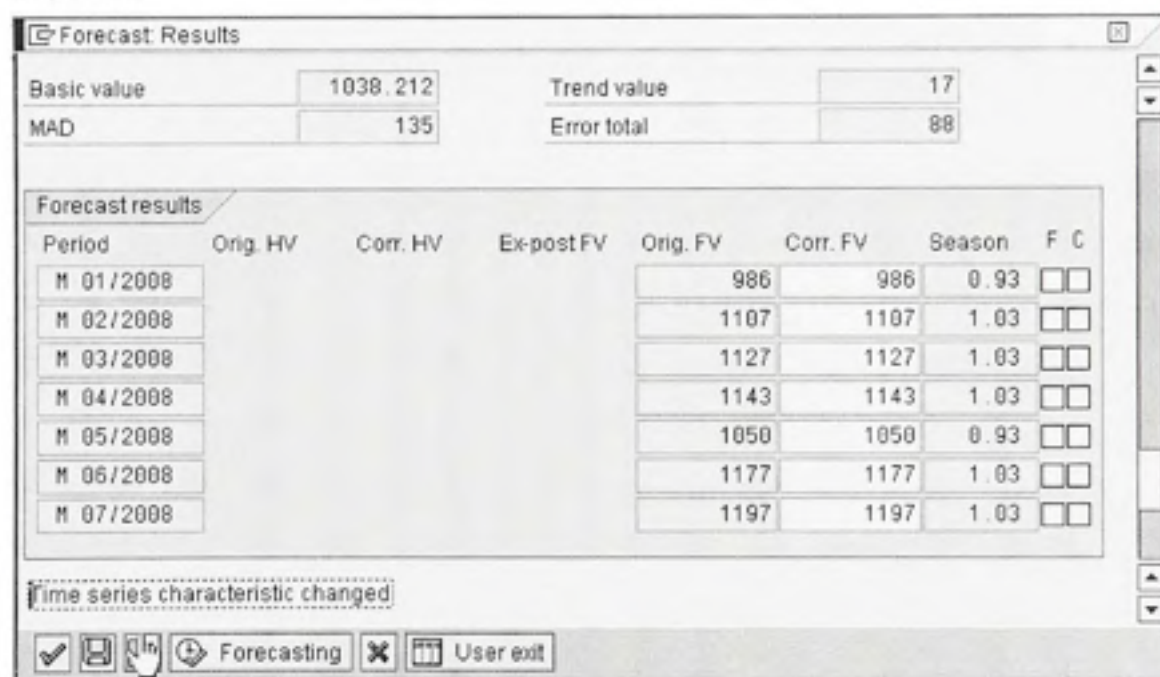 Forecast: Results
Basic value 1038.212 Trend value 17
MAD 135 Error total 88
Forecast results
Period Orig. HV Corr. HV Ex-post FV Orig. FV Corr. FV Season F C
M 01/2008 986 986 0.93
M 02/2008 1107 1107 1.03
M 03/2008 1127 1127 1.03
M 04/2008 1143 1143 1.03
M 05/2008 1050 1050 0.93
M 06/2008 1177 1177 1.03
M 07/2008 1197 1197 1.03
Time series characteristic changed
Forecasting User exit